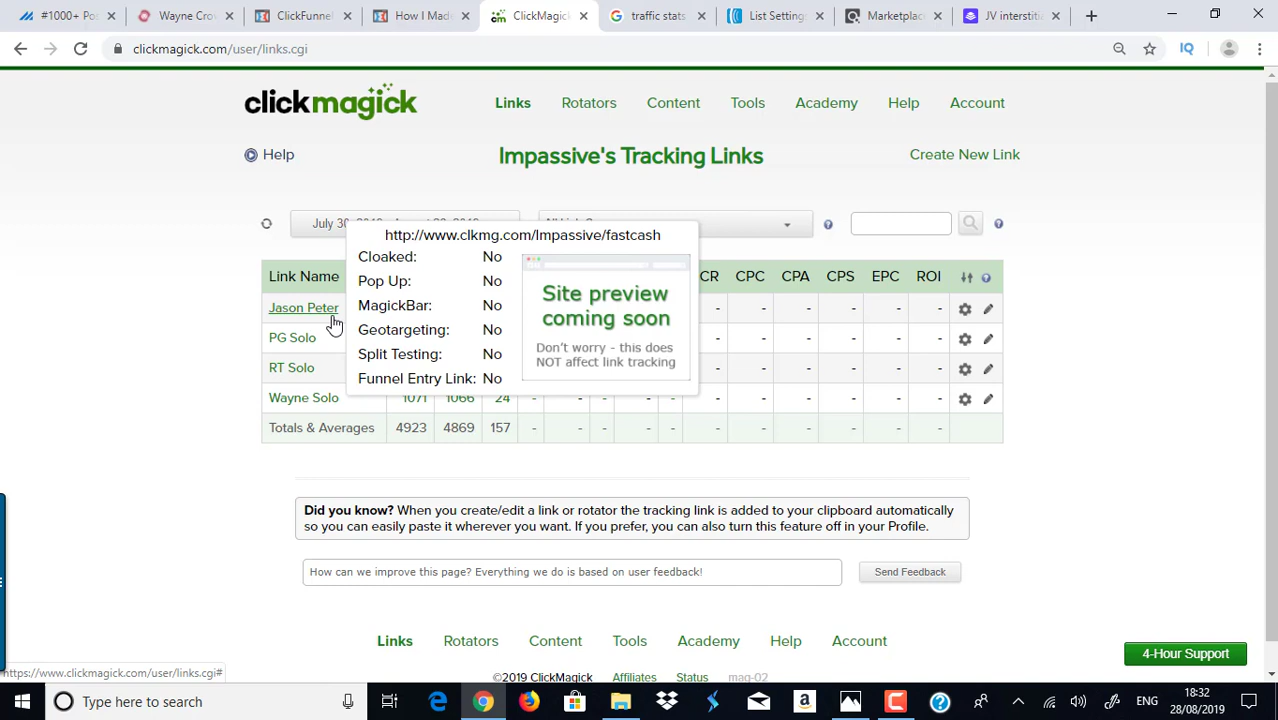 #1000+ Po
Wayne Cro
ClickFunnel
How I Made
ClickMagic
traffic stats
List Setting
Marketplac
JV interstiti
clickmagick.com/user/links.cgi
IQ
clickmagick
Links
Rotators
Content
Tools
Academy
Help
Account
Help
Impassive's Tracking Links
Create New Link
http://www.clkmg.com/Impassive/fastcash
Cloaked: No
Pop Up: No
MagickBar: No
Geotargeting: No
Split Testing: No
Funnel Entry Link: No
Site preview
coming soon
Don't worry - this does
NOT affect link tracking
Link Name CR CPC CPA CPS EPC ROI
Jason Peter - - - - - -
PG Solo - - - - - -
RT Solo - - - - - -
Wayne Solo 1071 1066 24 - - - - - - - - - - -
Totals & Averages 4923 4869 157 - - - - - - - - - - -
Did you know? When you create/edit a link or rotator the tracking link is added to your clipboard automatically
so you can easily paste it wherever you want. If you prefer, you can also turn this feature off in your Profile.
How can we improve this page? Everything we do is based on user feedback!
Send Feedback
Links
Rotators
Content
Tools
Academy
Help
Account
4-Hour Support
https://www.clickmagick.com/user/links.cgi#
©2019 ClickMagick
Affiliates
Status
mag-02
Type here to search
ENG
18:32
28/08/2019